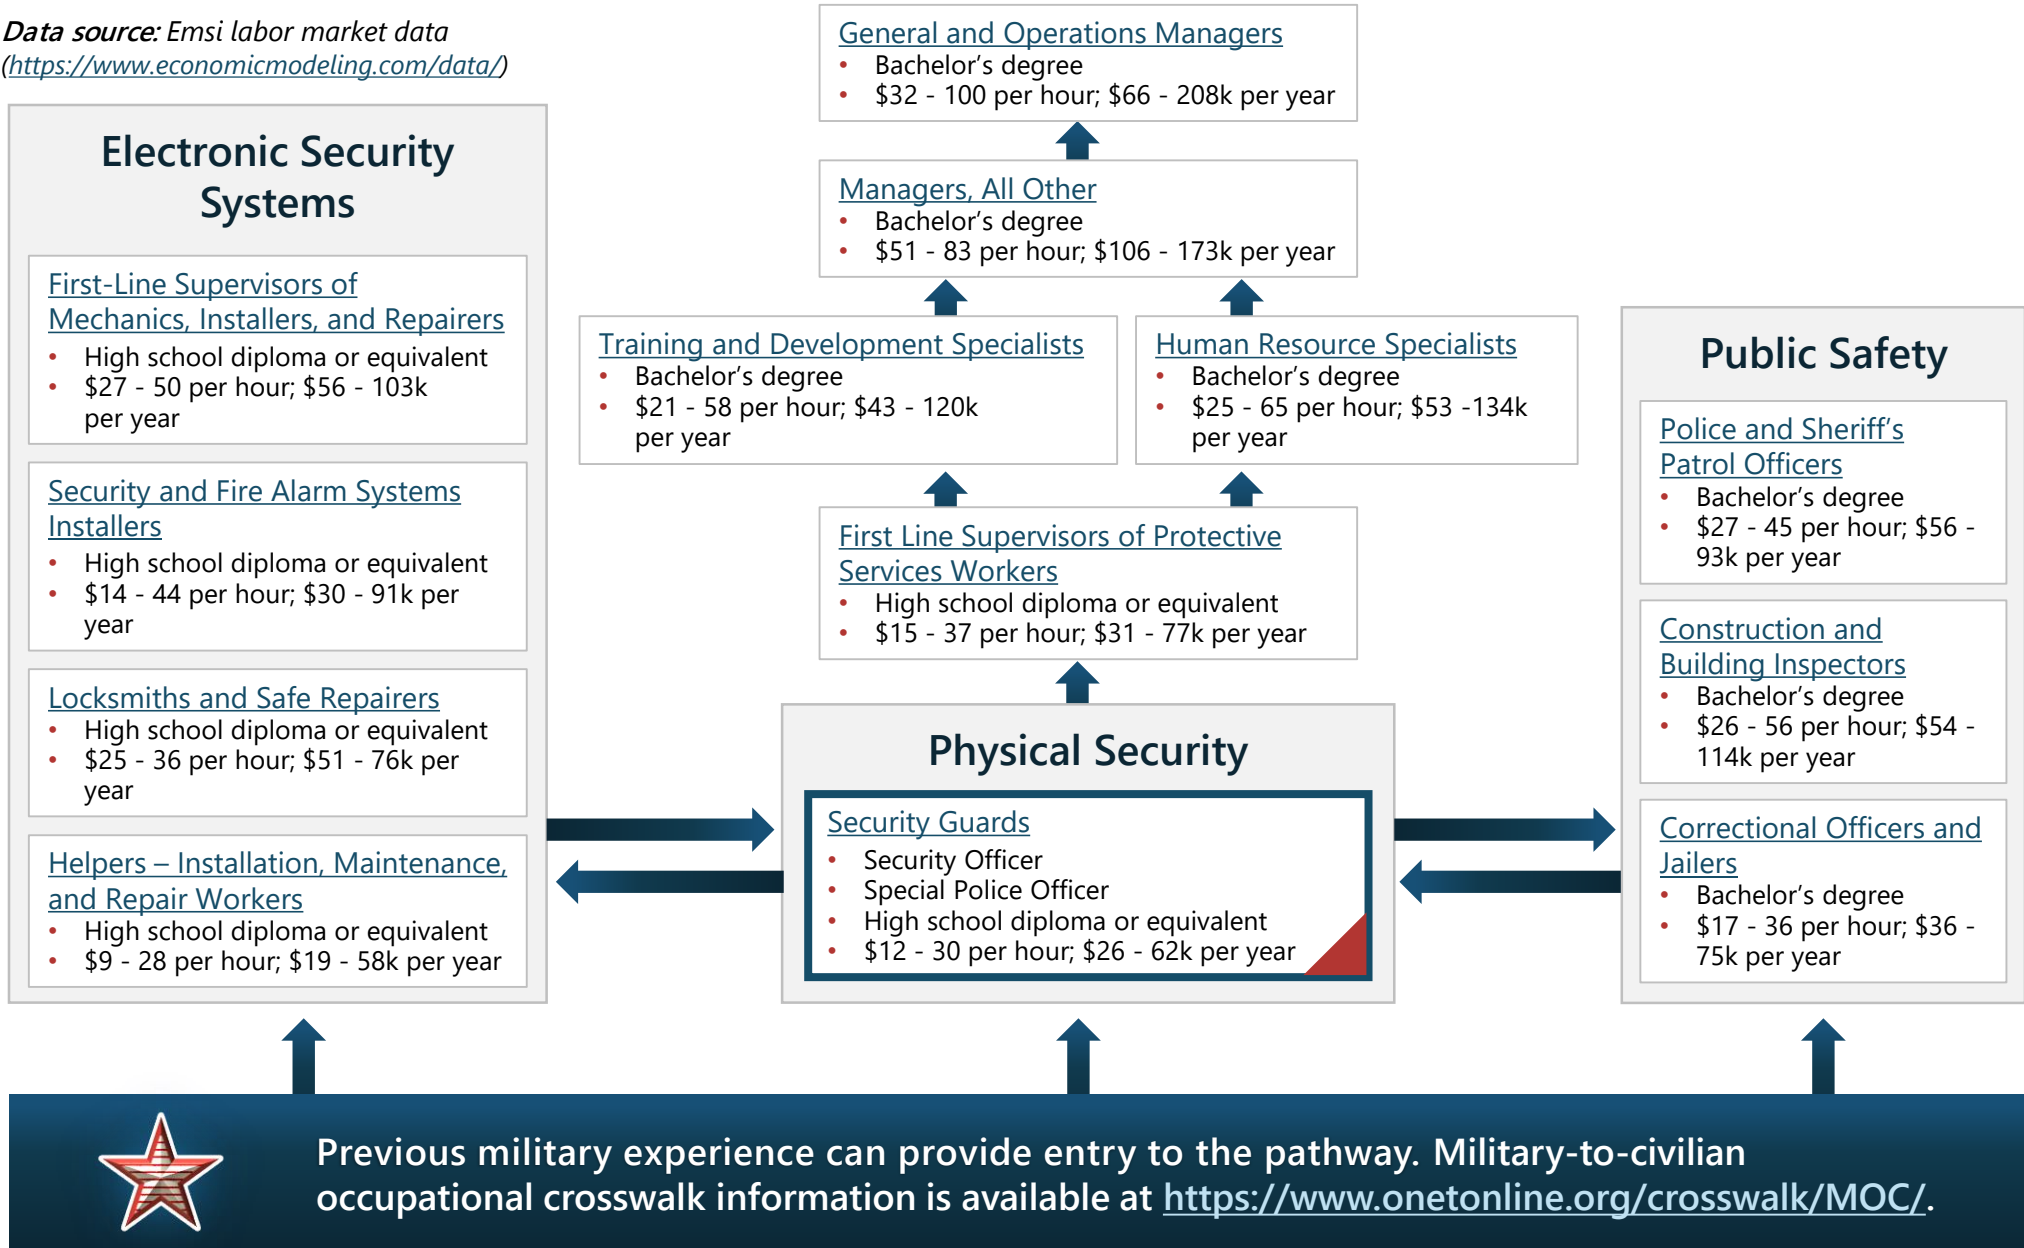 Data source: Emsi labor market data
(https://www.economicmodeling.com/data/)
General and Operations Managers
• Bachelor’s degree
• $32 - 100 per hour; $66 - 208k per year
Managers, All Other
• Bachelor’s degree
• $51 - 83 per hour; $106 - 173k per year
Training and Development Specialists
• Bachelor’s degree
• $21 - 58 per hour; $43 - 120k
per year
Human Resource Specialists
• Bachelor’s degree
• $25 - 65 per hour; $53 -134k
per year
First Line Supervisors of Protective
Services Workers
• High school diploma or equivalent
• $15 - 37 per hour; $31 - 77k per year
Electronic Security
Systems
First-Line Supervisors of
Mechanics, Installers, and Repairers
• High school diploma or equivalent
• $27 - 50 per hour; $56 - 103k
per year
Security and Fire Alarm Systems
Installers
• High school diploma or equivalent
• $14 - 44 per hour; $30 - 91k per
year
Locksmiths and Safe Repairers
• High school diploma or equivalent
• $25 - 36 per hour; $51 - 76k per
year
Helpers – Installation, Maintenance,
and Repair Workers
• High school diploma or equivalent
• $9 - 28 per hour; $19 - 58k per year
Physical Security
Security Guards
• Security Officer
• Special Police Officer
• High school diploma or equivalent
• $12 - 30 per hour; $26 - 62k per year
Public Safety
Police and Sheriff’s
Patrol Officers
• Bachelor’s degree
• $27 - 45 per hour; $56 -
93k per year
Construction and
Building Inspectors
• Bachelor’s degree
• $26 - 56 per hour; $54 -
114k per year
Correctional Officers and
Jailers
• Bachelor’s degree
• $17 - 36 per hour; $36 -
75k per year
Previous military experience can provide entry to the pathway. Military-to-civilian
occupational crosswalk information is available at https://www.onetonline.org/crosswalk/MOC/.